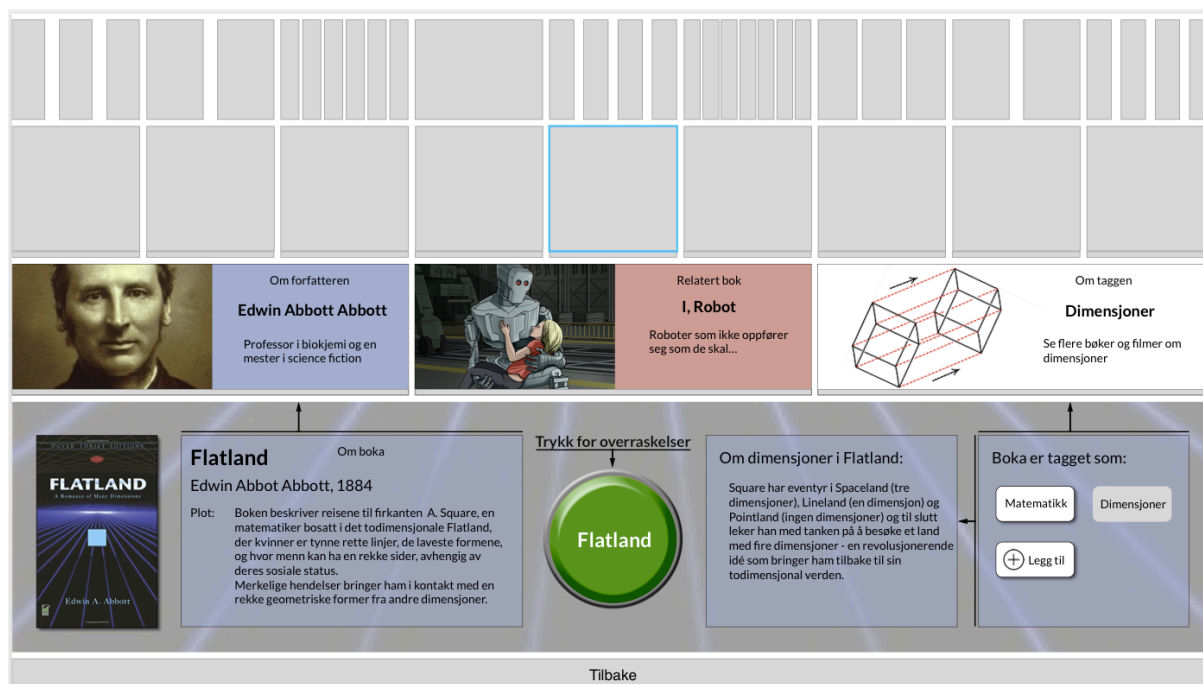 Om forfatteren
Edwin Abbott Abbott
Professor i biokjemi og en
mester i science fiction
Relatert bok
I, Robot
Roboter som ikke oppfører
seg som de skal...
Om taggen
Dimensjoner
Se flere bøker og filmer om
dimensjoner
DOVER · THRIFT · EDITIONS
FLATLAND
A Romance of Many Dimensions
Edwin A. Abbott
Flatland
Om boka
Edwin Abbot Abbott, 1884
Plot:
Boken beskriver reisene til firkanten A. Square, en
matematiker bosatt i det todimensjonale Flatland,
der kvinner er tynne rette linjer, de laveste formene,
og hvor menn kan ha en rekke sider, avhengig av
deres sosiale status.
Merkelige hendelser bringer ham i kontakt med en
rekke geometriske former fra andre dimensjoner.
Trykk for overraskelser
Flatland
Om dimensjoner i Flatland:
Square har eventyr i Spaceland (tre
dimensjoner), Lineland (en dimensjon) og
Pointland (ingen dimensjoner) og til slutt
leker han med tanken på å besøke et land
med fire dimensjoner - en revolusjonerende
idé som bringer ham tilbake til sin
todimensjonal verden.
Boka er tagget som:
Matematikk
Dimensjoner
Legg til
Tilbake